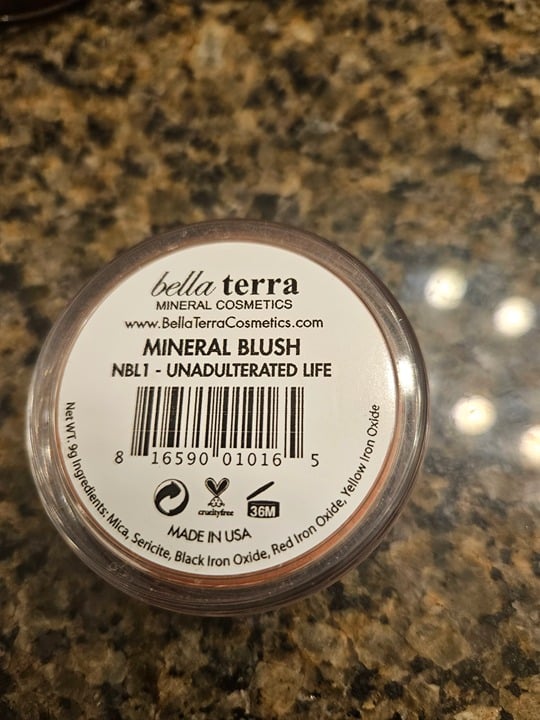 bella terra
MINERAL COSMETICS
www.BellaTerraCosmetics.com
MINERAL BLUSH
NBL1 - UNADULTERATED LIFE
8 16590 01016 5
crueltyfree
36M
MADE IN USA
Net WT. 9g Ingredients: Mica, Sericite, Black Iron Oxide, Red Iron Oxide, Yellow Iron Oxide